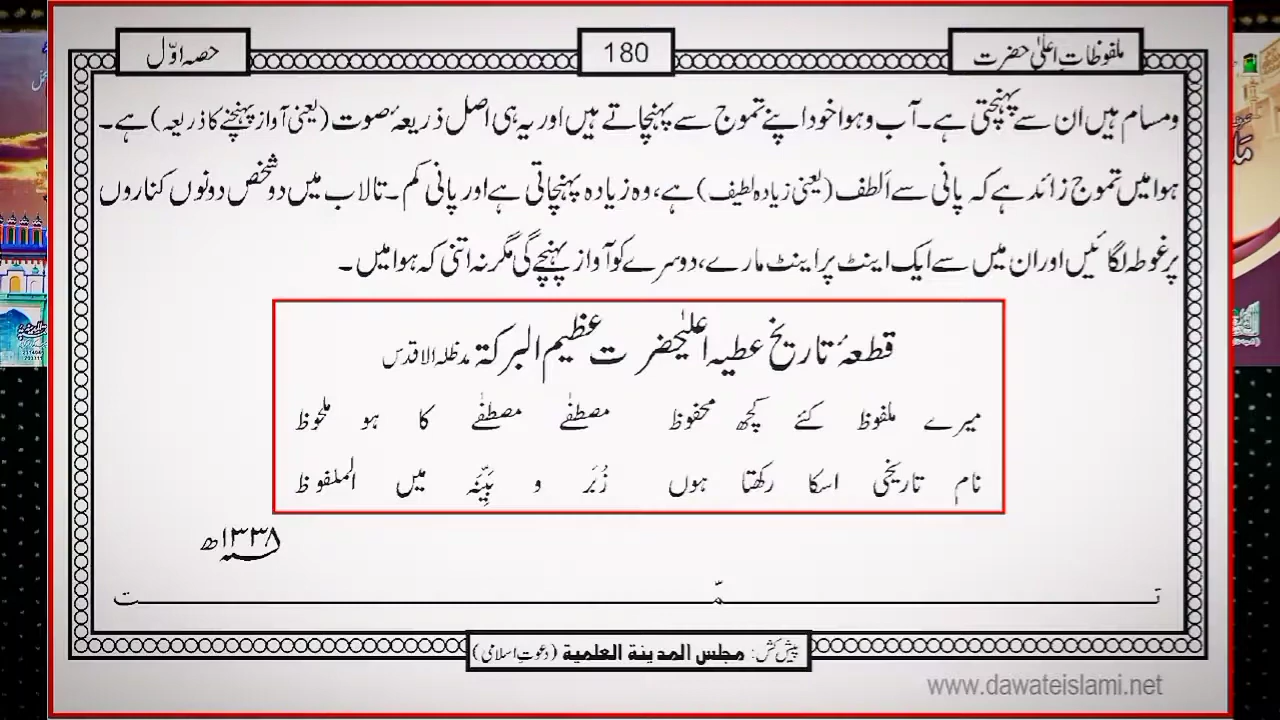 ملفوظاتِ اعلیٰ حضرت
180
حصہ اوّل
ومسام ہیں ان سے پہنچتی ہے۔ آب وہوا خود اپنے تموج سے پہنچاتے ہیں اور یہ ہی اصل ذریعۂ صوت (یعنی آواز پہنچنے کا ذریعہ) ہے۔
ہوا میں تموج زائد ہے کہ پانی سے اَلطف (یعنی زیادہ لطیف) ہے، وہ زیادہ پہنچاتی ہے اور پانی کم۔ تالاب میں دو شخص دونوں کناروں
پر غوطہ لگائیں اور ان میں سے ایک اینٹ پر اینٹ مارے، دوسرے کو آواز پہنچے گی مگر نہ اتنی کہ ہوا میں۔
قطعۂ تاریخ عطیہ اعلیٰحضرت عظیم البرکۃ مدظلہ الاقدس
میرے ملفوظ کئے کچھ محفوظ مصطفٰے مصطفٰے کا ہو ملحوظ
نام تاریخی اسکا رکھتا ہوں زُبَر و بَیِّنَہ میں الملفوظ
۱۳۳۸ھ
تمّت
پیش کش: مجلس المدینۃ العلمیۃ (دعوتِ اسلامی)
www.dawateislami.net